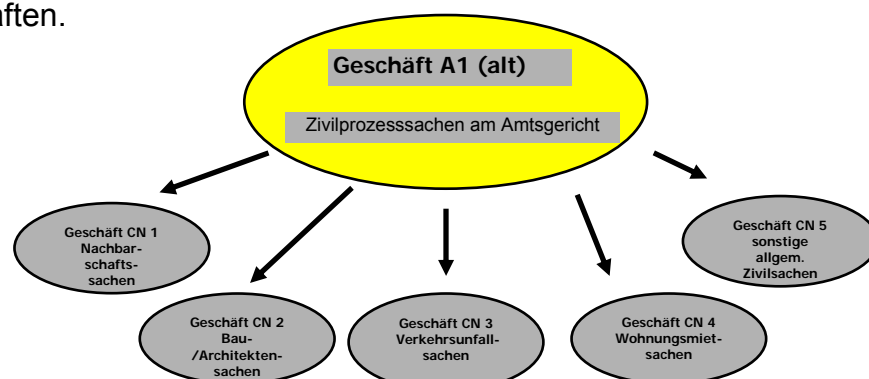 aften.
Geschäft A1 (alt)
Zivilprozesssachen am Amtsgericht
Geschäft CN 1
Nachbar-
schafts-
sachen
Geschäft CN 2
Bau-
/Architekten-
sachen
Geschäft CN 3
Verkehrsunfall-
sachen
Geschäft CN 4
Wohnungsmiet-
sachen
Geschäft CN 5
sonstige
allgem.
Zivilsachen